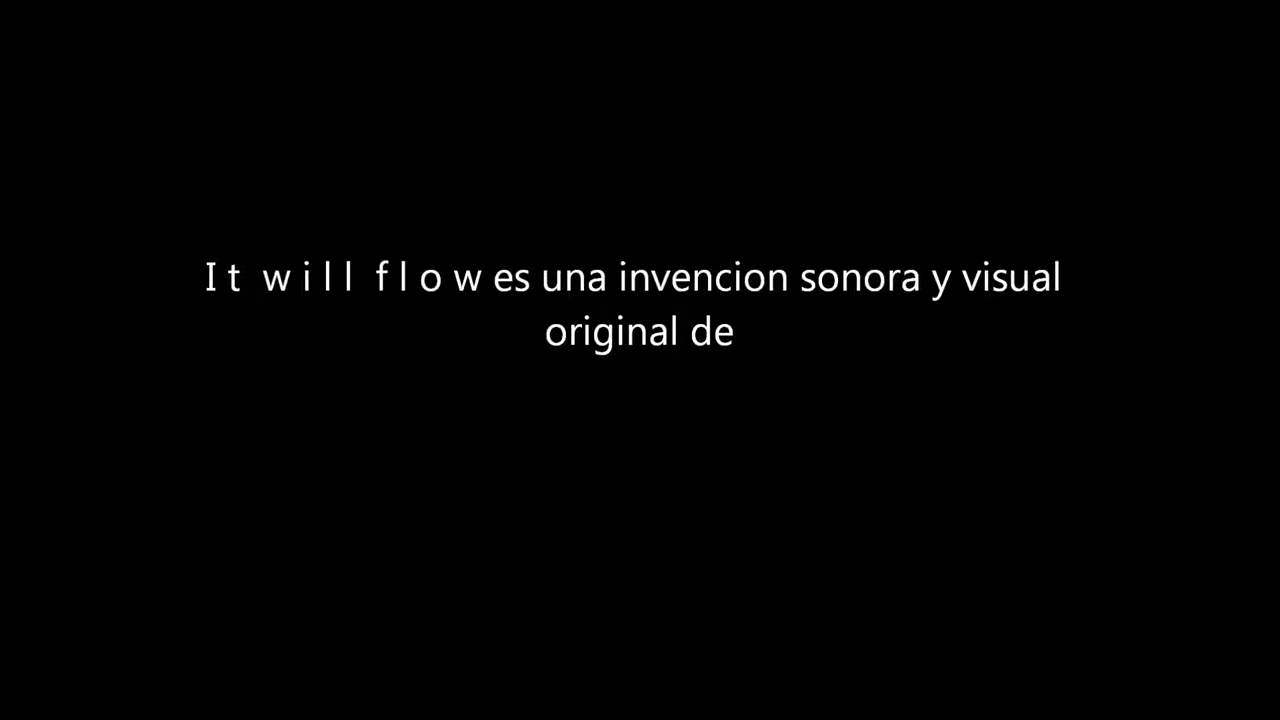 I t  w i l l  f l o w es una invencion sonora y visual
original de